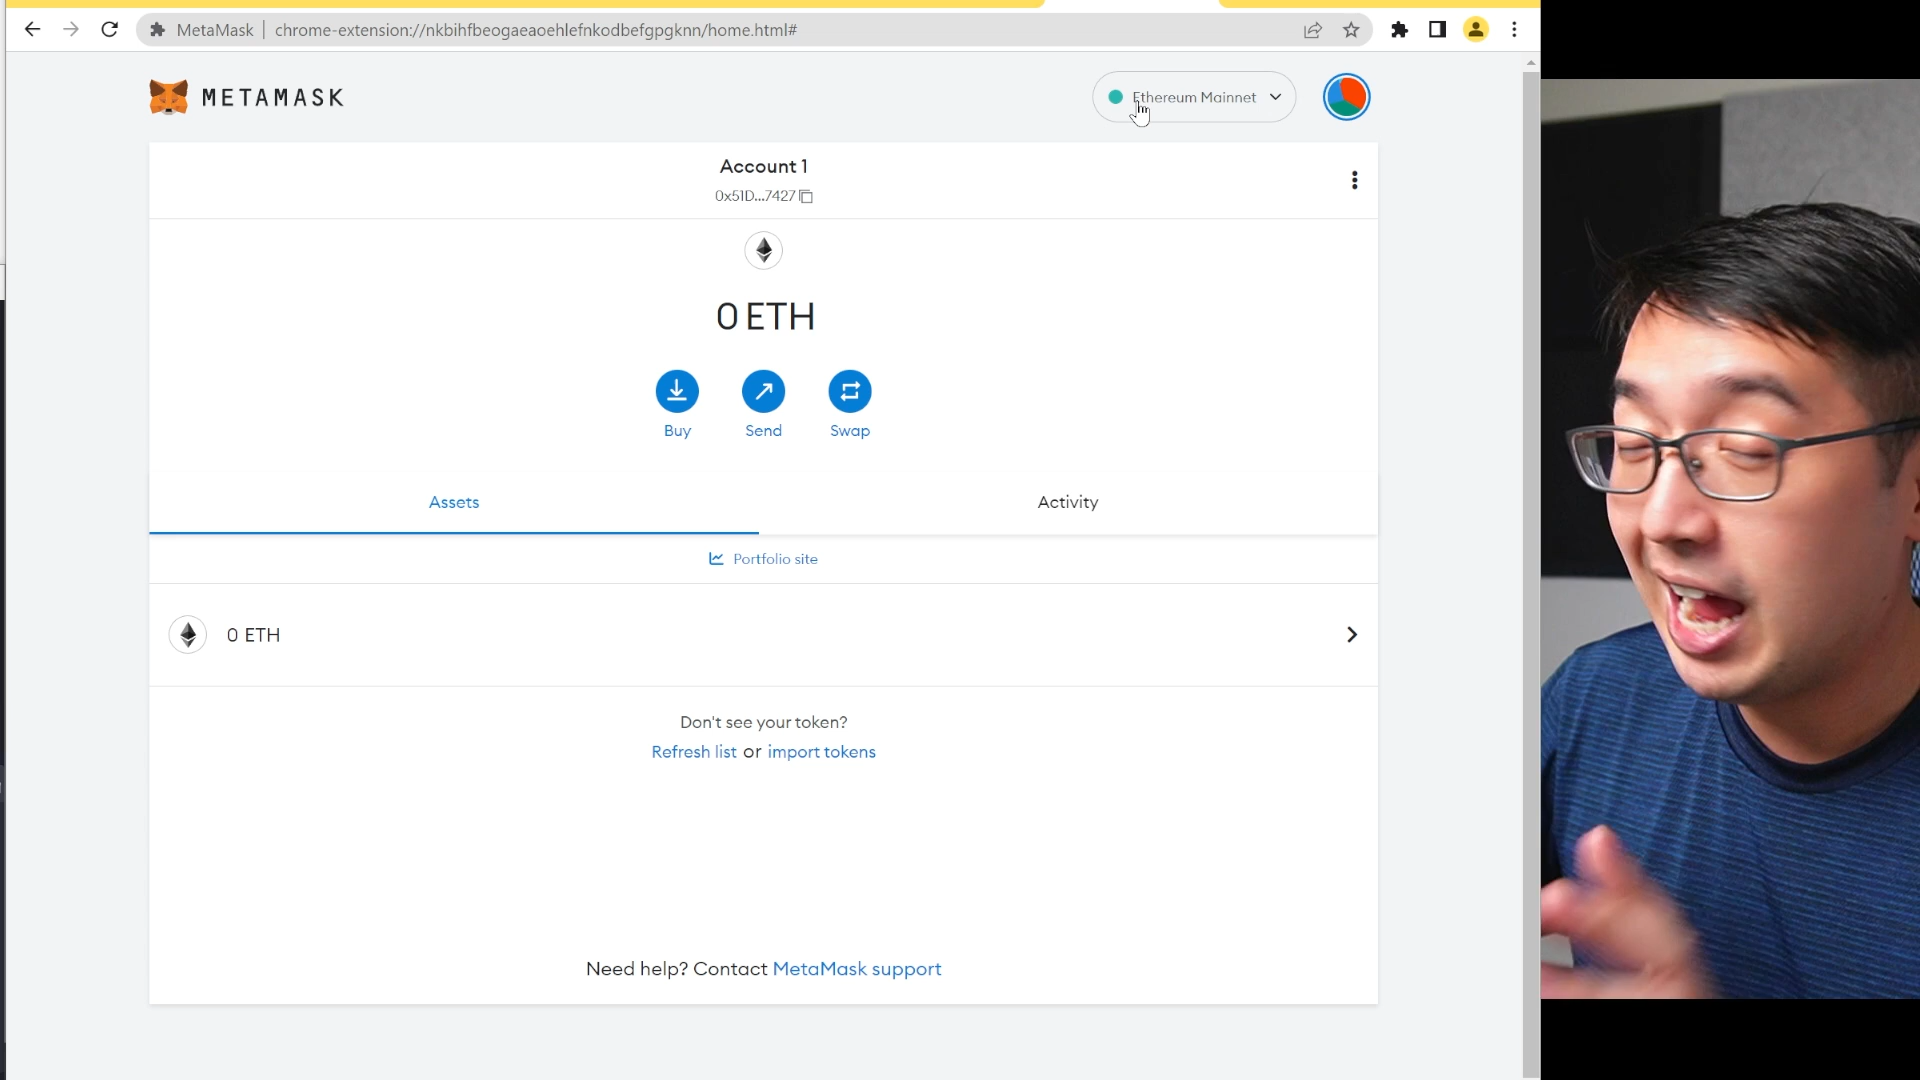 MetaMask
chrome-extension://nkbihfbeogaeaoehlefnkodbefgpgknn/home.html#
METAMASK
Ethereum Mainnet
Account 1
0x51D...7427
0 ETH
Buy
Send
Swap
Assets
Activity
Portfolio site
0 ETH
Don't see your token?
Refresh list or import tokens
Need help? Contact MetaMask support